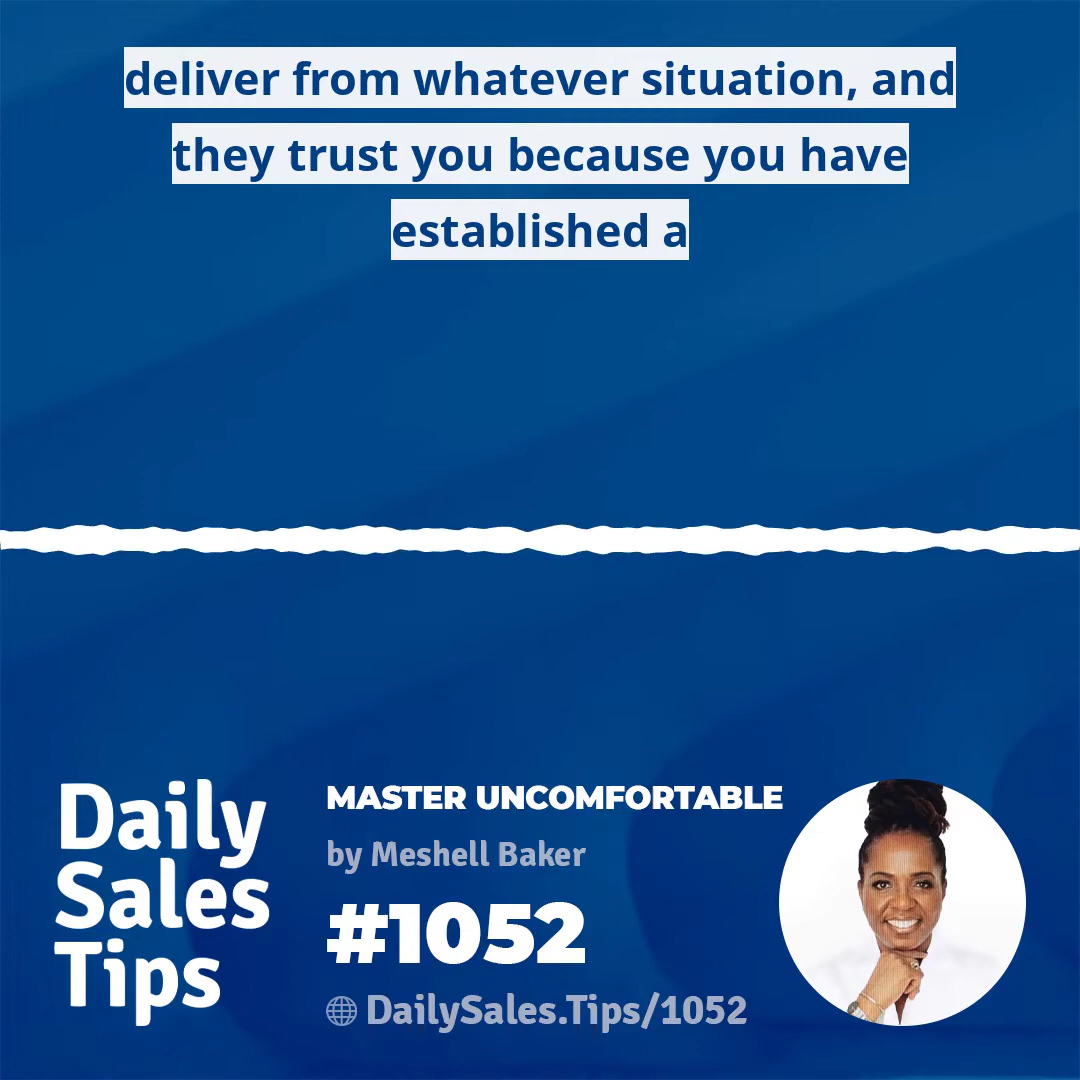 deliver from whatever situation, and
they trust you because you have
established a
Daily
Sales
Tips
MASTER UNCOMFORTABLE
by Meshell Baker
#1052
DailySales.Tips/1052